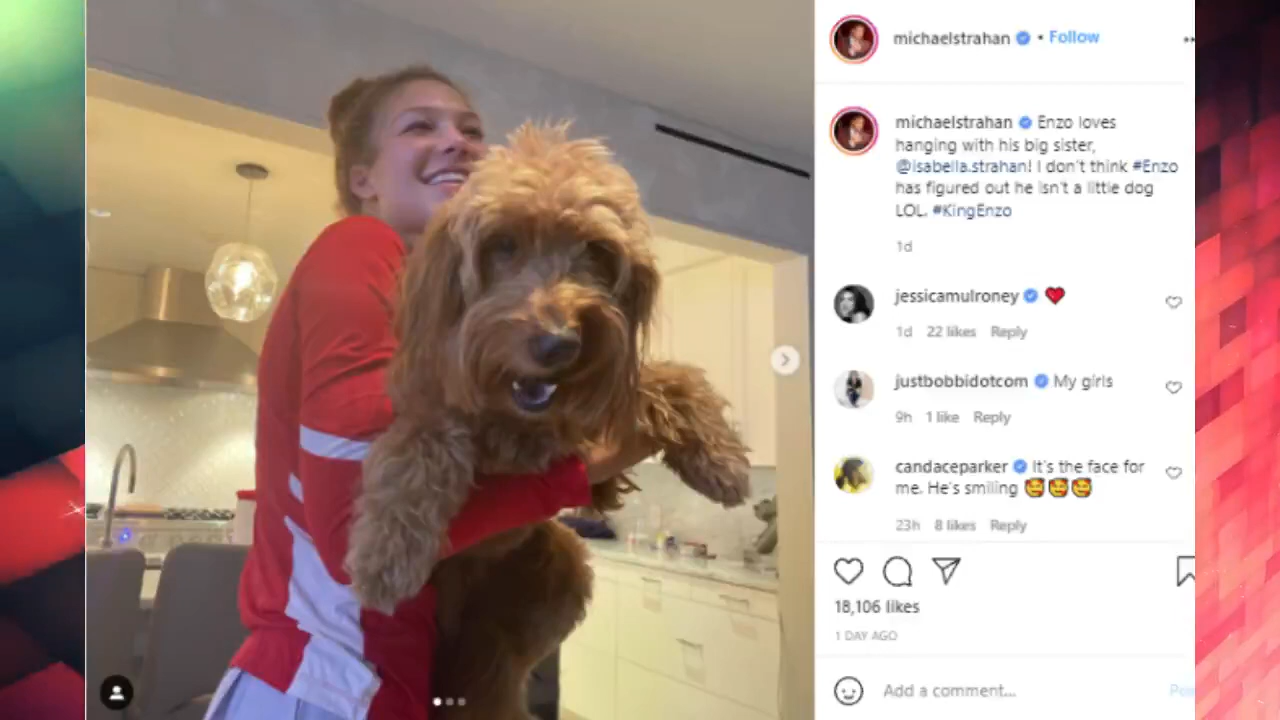 michaelstrahan • Follow
michaelstrahan Enzo loves
hanging with his big sister,
@isabella.strahan! I don't think #Enzo
has figured out he isn't a little dog
LOL. #KingEnzo
1d
jessicamulroney ❤️
1d 22 likes Reply
justbobbidotcom My girls
9h 1 like Reply
candaceparker It's the face for
me. He's smiling 🥰🥰🥰
23h 8 likes Reply
18,106 likes
1 DAY AGO
Add a comment...